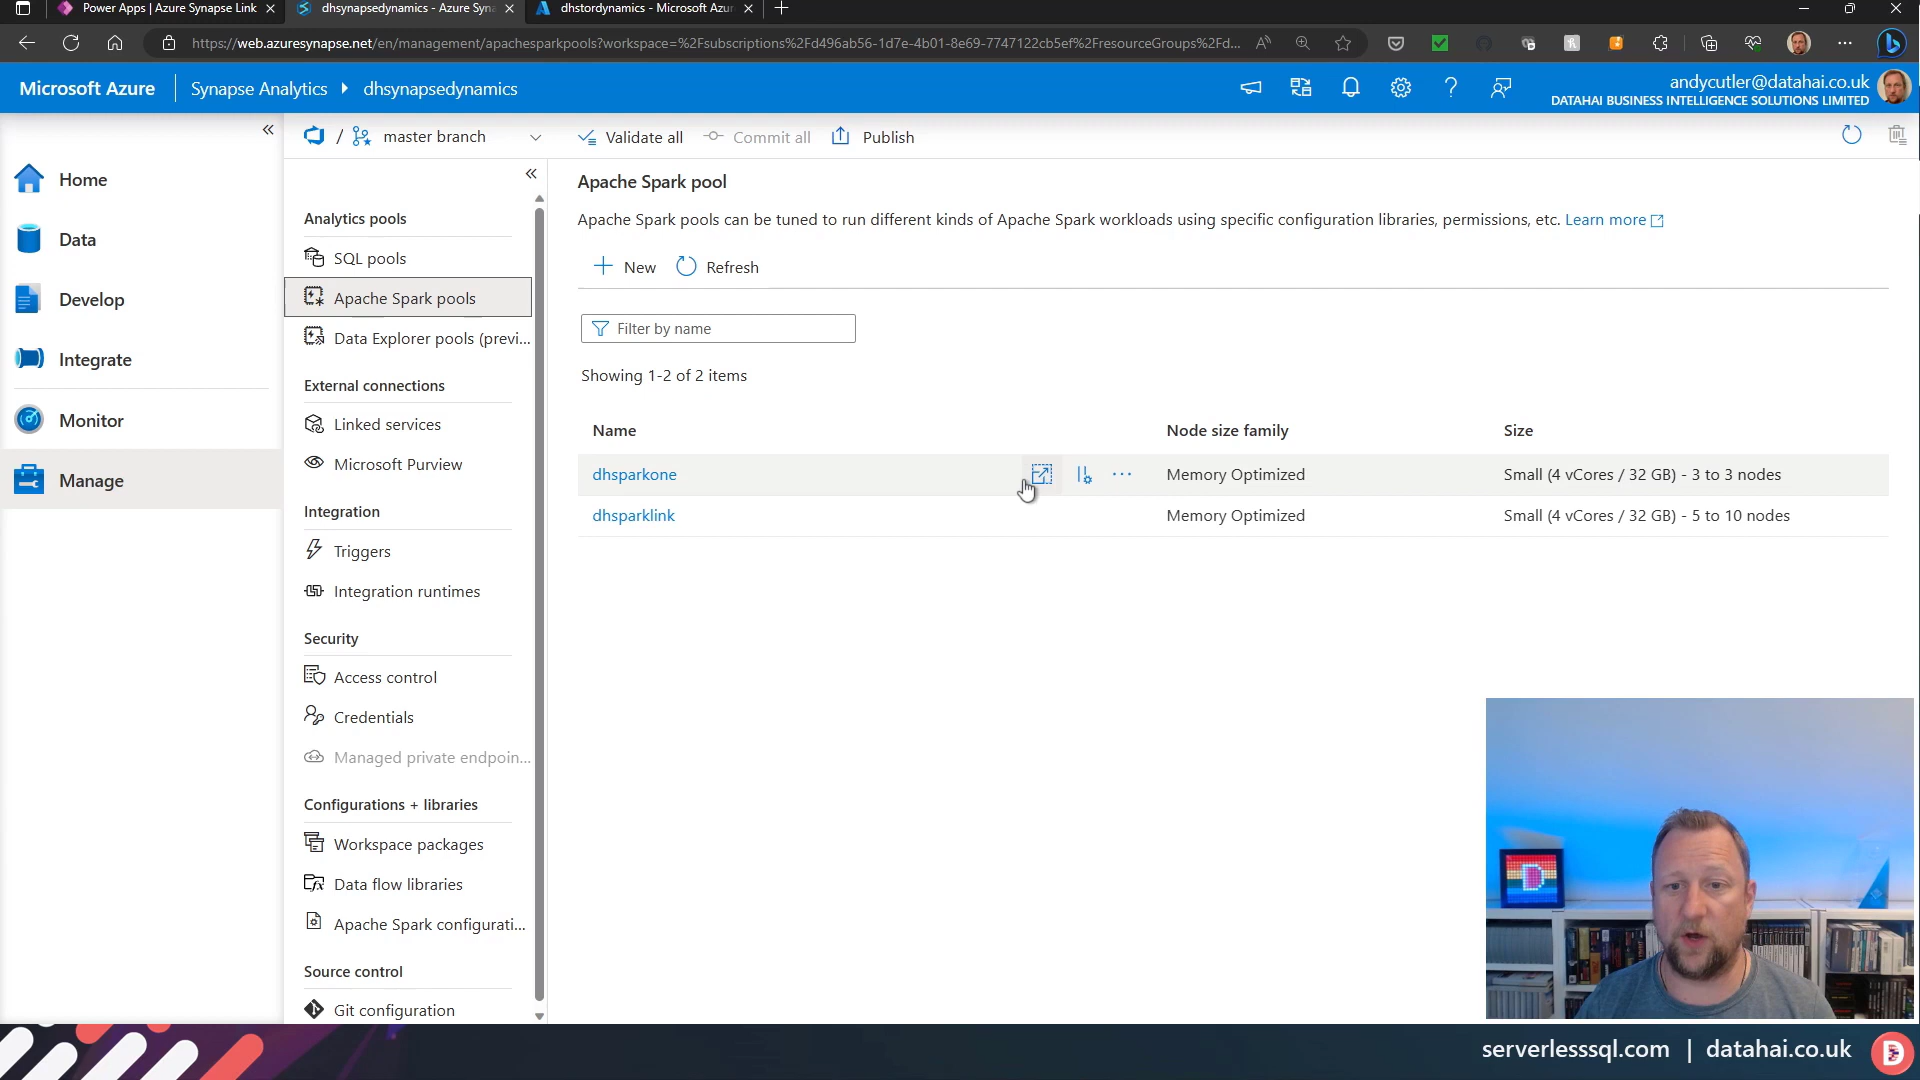 Power Apps | Azure Synapse Link
dhsynapsedynamics - Azure Syna
dhstordynamics - Microsoft Azur
https://web.azuresynapse.net/en/management/apachesparkpools?workspace=%2Fsubscriptions%2Fd496ab56-1d7e-4b01-8e69-7747122cb5ef%2FresourceGroups%2Fd...
Microsoft Azure
Synapse Analytics
dhsynapsedynamics
andycutler@datahai.co.uk
DATAHAI BUSINESS INTELLIGENCE SOLUTIONS LIMITED
/ master branch
Validate all
Commit all
Publish
Home
Data
Develop
Integrate
Monitor
Manage
Analytics pools
SQL pools
Apache Spark pools
Data Explorer pools (previ...
External connections
Linked services
Microsoft Purview
Integration
Triggers
Integration runtimes
Security
Access control
Credentials
Managed private endpoin...
Configurations + libraries
Workspace packages
Data flow libraries
Apache Spark configurati...
Source control
Git configuration
Apache Spark pool
Apache Spark pools can be tuned to run different kinds of Apache Spark workloads using specific configuration libraries, permissions, etc. Learn more
New
Refresh
Filter by name
Showing 1-2 of 2 items
Name Node size family Size
dhsparkone ··· Memory Optimized Small (4 vCores / 32 GB) - 3 to 3 nodes
dhsparklink Memory Optimized Small (4 vCores / 32 GB) - 5 to 10 nodes
serverlesssql.com | datahai.co.uk
D